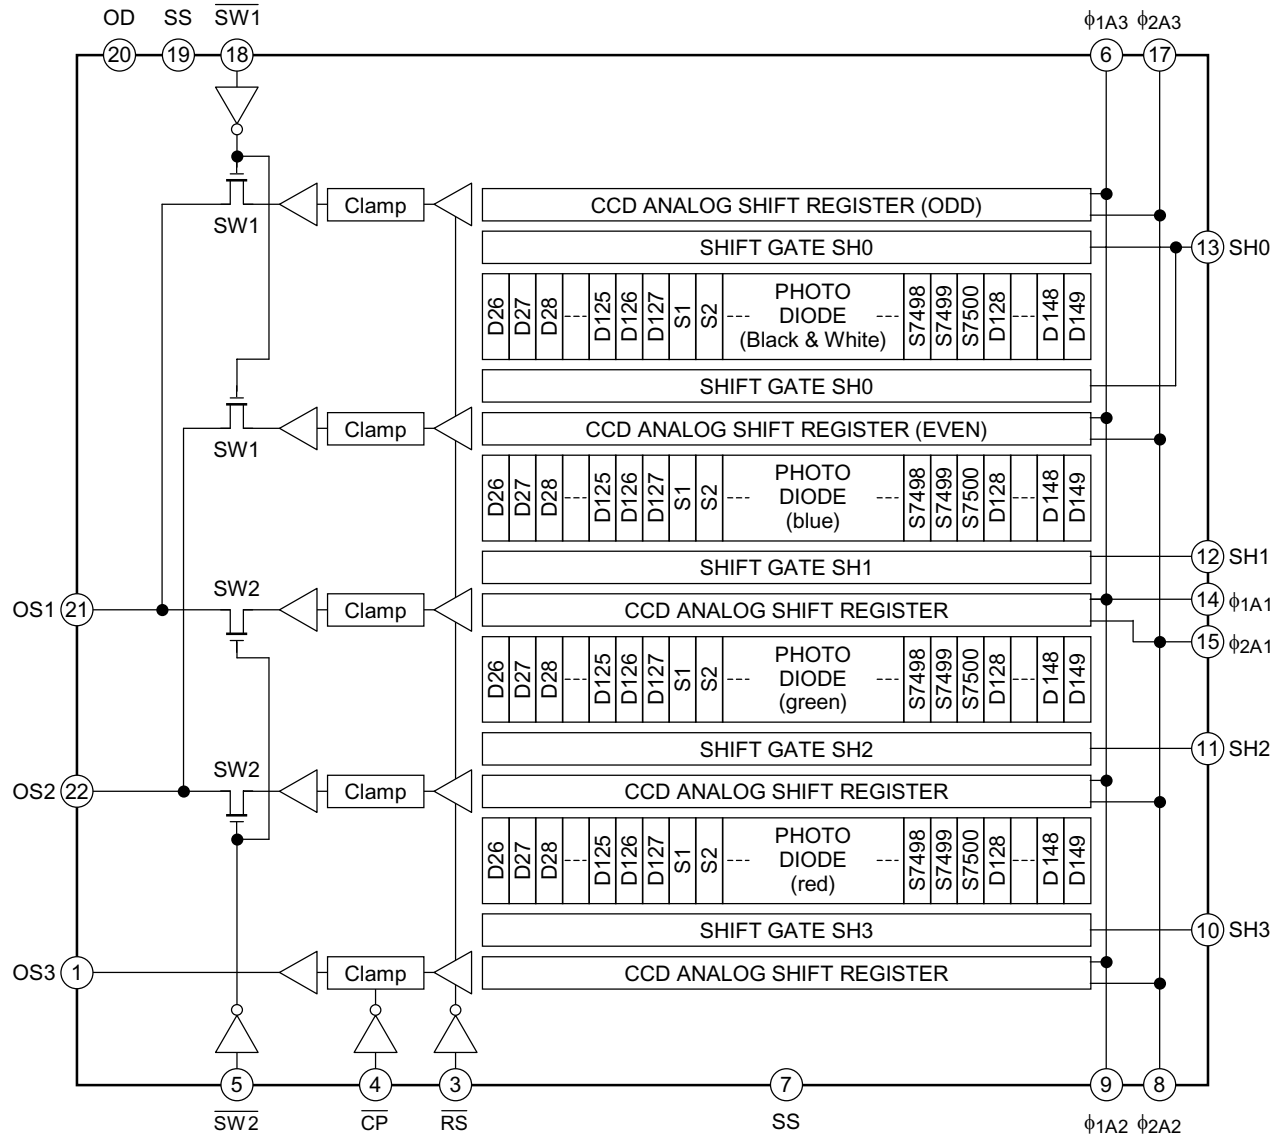 OD SS SW1 ϕ1A3 ϕ2A3
20 19 18 6 17
SW1
Clamp
CCD ANALOG SHIFT REGISTER (ODD)
SHIFT GATE SH0
13 SH0
D26 D27 D28 --- D125 D126 D127 S1 S2 --- PHOTO DIODE (Black & White) --- S7498 S7499 S7500 D128 --- D148 D149
SHIFT GATE SH0
SW1
Clamp
CCD ANALOG SHIFT REGISTER (EVEN)
D26 D27 D28 --- D125 D126 D127 S1 S2 --- PHOTO DIODE (blue) --- S7498 S7499 S7500 D128 --- D148 D149
SHIFT GATE SH1
12 SH1
OS1 21
SW2
Clamp
CCD ANALOG SHIFT REGISTER
14 ϕ1A1
15 ϕ2A1
D26 D27 D28 --- D125 D126 D127 S1 S2 --- PHOTO DIODE (green) --- S7498 S7499 S7500 D128 --- D148 D149
SHIFT GATE SH2
11 SH2
OS2 22
SW2
Clamp
CCD ANALOG SHIFT REGISTER
D26 D27 D28 --- D125 D126 D127 S1 S2 --- PHOTO DIODE (red) --- S7498 S7499 S7500 D128 --- D148 D149
SHIFT GATE SH3
10 SH3
OS3 1
Clamp
CCD ANALOG SHIFT REGISTER
5 4 3 7 9 8
SW2 CP RS SS ϕ1A2 ϕ2A2